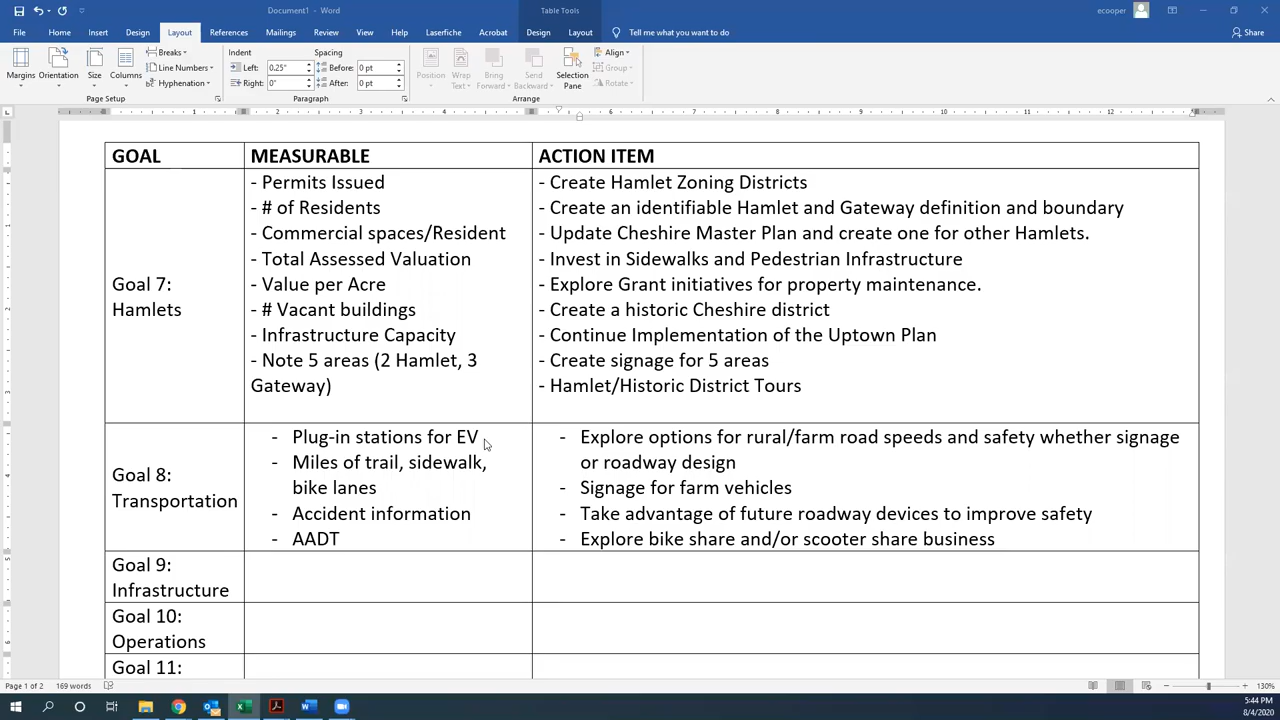 Document1 - Word
Table Tools
ecooper
File Home Insert Design Layout References Mailings Review View Help Laserfiche Acrobat Design Layout Tell me what you want to do Share
Margins Orientation Size Columns
Breaks
Line Numbers
Hyphenation
Page Setup
Indent Spacing
Left: 0.25" Before: 0 pt
Right: 0" After: 0 pt
Paragraph
Position Wrap Text Bring Forward Send Backward Selection Pane
Align
Group
Rotate
Arrange
GOAL MEASURABLE ACTION ITEM
Goal 7:
Hamlets
- Permits Issued
- # of Residents
- Commercial spaces/Resident
- Total Assessed Valuation
- Value per Acre
- # Vacant buildings
- Infrastructure Capacity
- Note 5 areas (2 Hamlet, 3
Gateway)
- Create Hamlet Zoning Districts
- Create an identifiable Hamlet and Gateway definition and boundary
- Update Cheshire Master Plan and create one for other Hamlets.
- Invest in Sidewalks and Pedestrian Infrastructure
- Explore Grant initiatives for property maintenance.
- Create a historic Cheshire district
- Continue Implementation of the Uptown Plan
- Create signage for 5 areas
- Hamlet/Historic District Tours
Goal 8:
Transportation
- Plug-in stations for EV
- Miles of trail, sidewalk,
bike lanes
- Accident information
- AADT
- Explore options for rural/farm road speeds and safety whether signage
or roadway design
- Signage for farm vehicles
- Take advantage of future roadway devices to improve safety
- Explore bike share and/or scooter share business
Goal 9:
Infrastructure
Goal 10:
Operations
Goal 11:
Page 1 of 2 169 words 130%
5:44 PM
8/4/2020